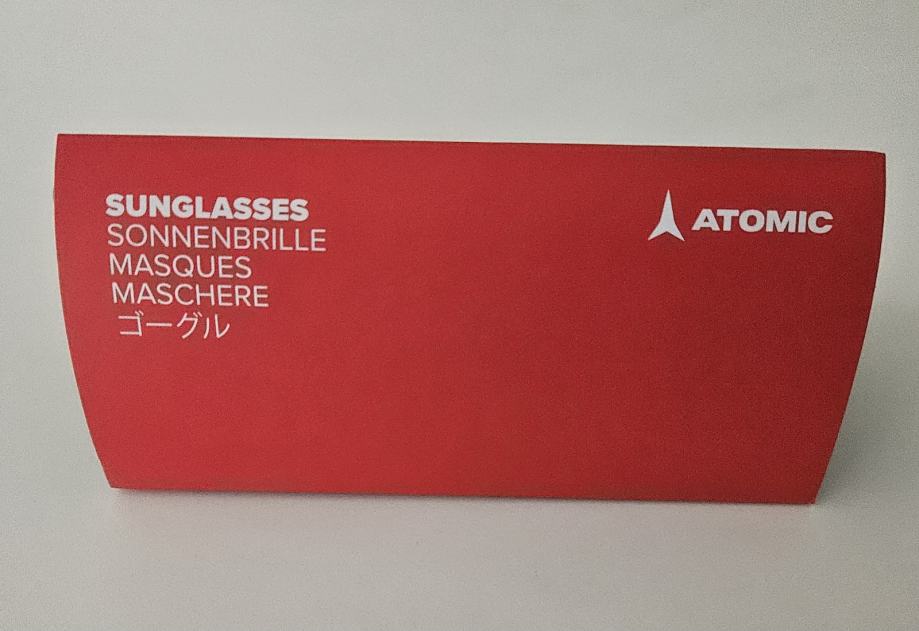 SUNGLASSES
SONNENBRILLE
MASQUES
MASCHERE
ゴーグル
ATOMIC